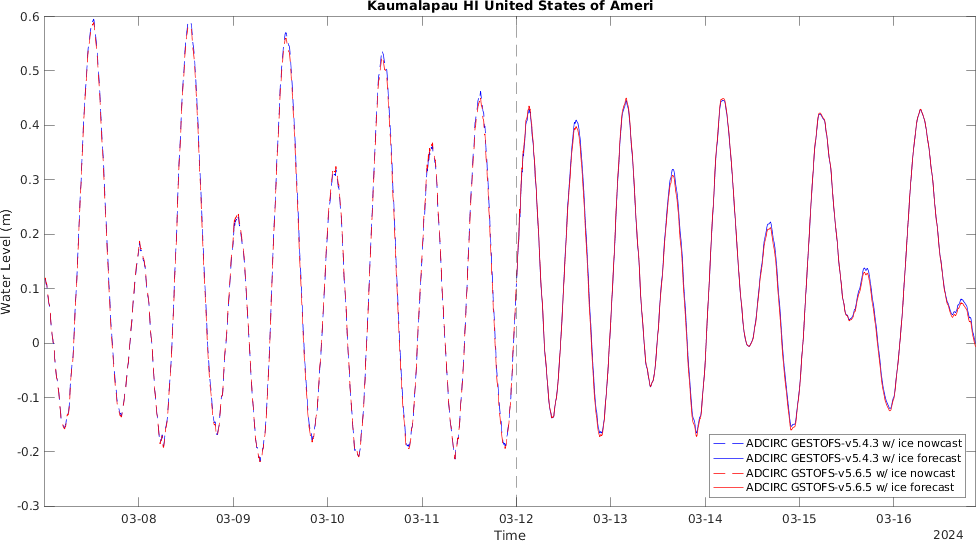 Kaumalapau HI United States of Ameri
0.6
0.5
0.4
0.3
0.2
0.1
0
-0.1
-0.2
-0.3
Water Level (m)
ADCIRC GESTOFS-v5.4.3 w/ ice nowcast
ADCIRC GESTOFS-v5.4.3 w/ ice forecast
ADCIRC GSTOFS-v5.6.5 w/ ice nowcast
ADCIRC GSTOFS-v5.6.5 w/ ice forecast
03-08 03-09 03-10 03-11 03-12 03-13 03-14 03-15 03-16
Time
2024